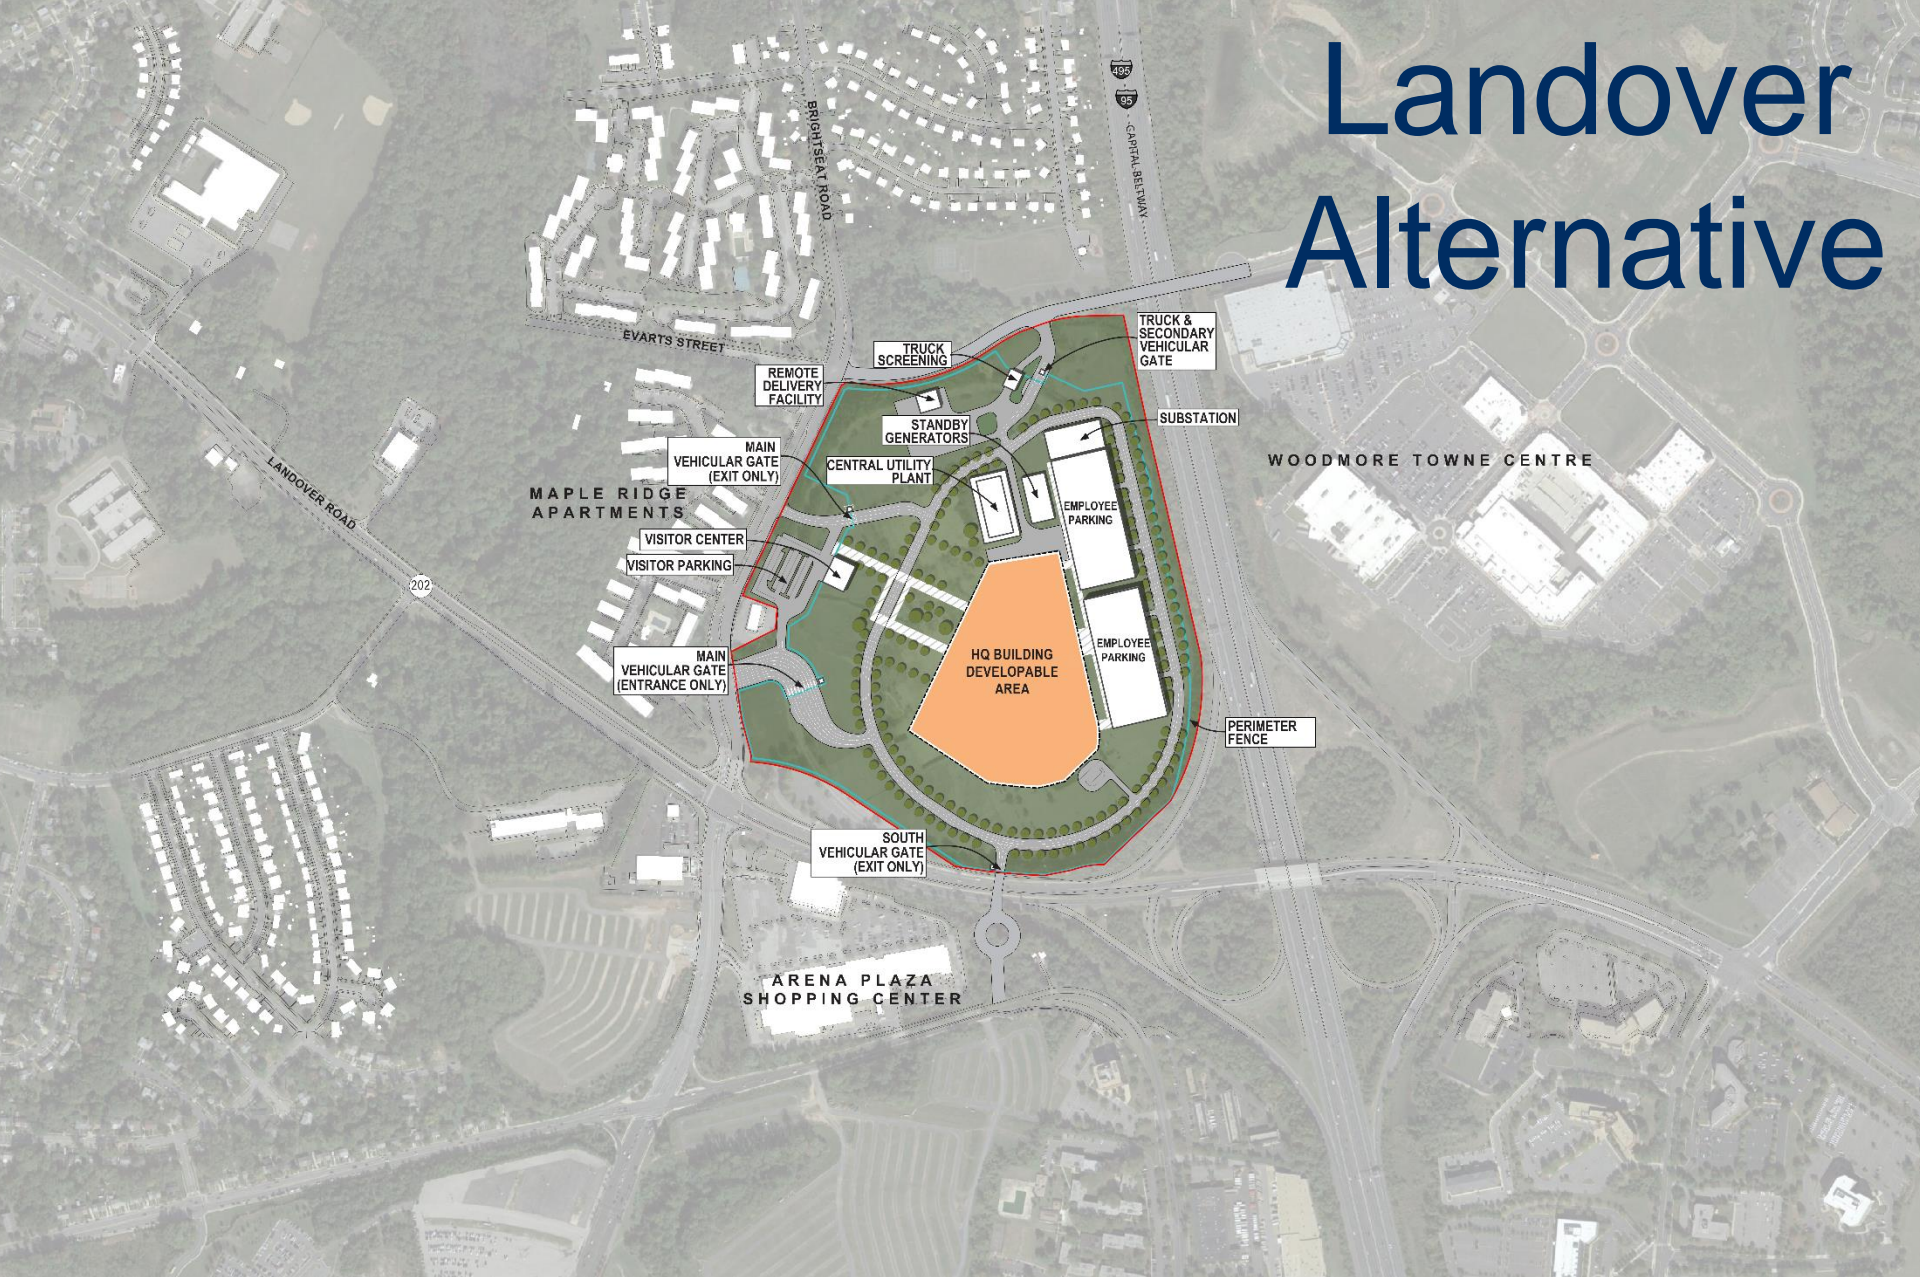 Landover
Alternative
495
95
CAPITAL BELTWAY
BRIGHTSEAT ROAD
EVARTS STREET
TRUCK &
SECONDARY
VEHICULAR
GATE
TRUCK
SCREENING
REMOTE
DELIVERY
FACILITY
SUBSTATION
STANDBY
GENERATORS
MAIN
VEHICULAR GATE
(EXIT ONLY)
CENTRAL UTILITY
PLANT
WOODMORE TOWNE CENTRE
LANDOVER ROAD
MAPLE RIDGE
APARTMENTS
EMPLOYEE
PARKING
VISITOR CENTER
VISITOR PARKING
202
HQ BUILDING
DEVELOPABLE
AREA
EMPLOYEE
PARKING
MAIN
VEHICULAR GATE
(ENTRANCE ONLY)
PERIMETER
FENCE
SOUTH
VEHICULAR GATE
(EXIT ONLY)
ARENA PLAZA
SHOPPING CENTER